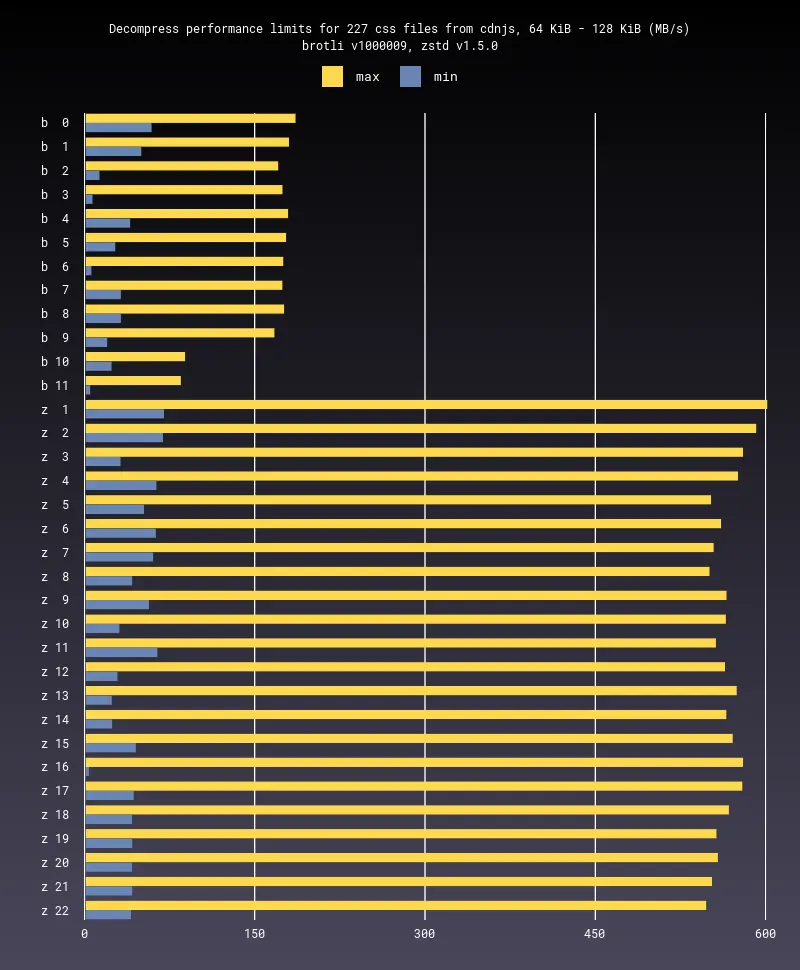 Decompress performance limits for 227 css files from cdnjs, 64 KiB - 128 KiB (MB/s)
brotli v1000009, zstd v1.5.0
max min
b 0
b 1
b 2
b 3
b 4
b 5
b 6
b 7
b 8
b 9
b 10
b 11
z 1
z 2
z 3
z 4
z 5
z 6
z 7
z 8
z 9
z 10
z 11
z 12
z 13
z 14
z 15
z 16
z 17
z 18
z 19
z 20
z 21
z 22
0 150 300 450 600